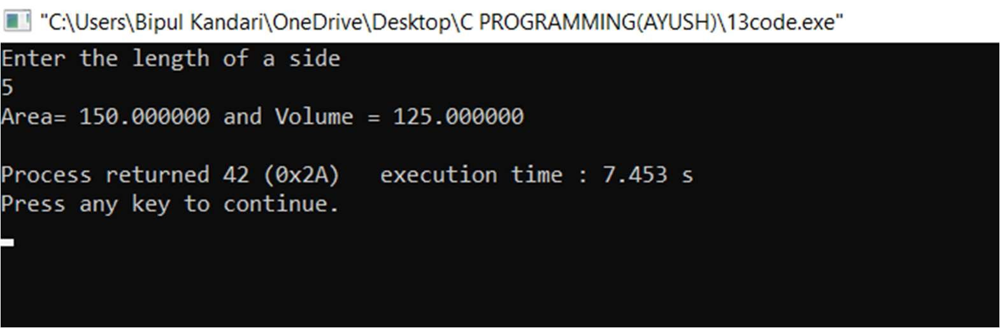 "C:\Users\Bipul Kandari\OneDrive\Desktop\C PROGRAMMING(AYUSH)\13code.exe"
Enter the length of a side
5
Area= 150.000000 and Volume = 125.000000
Process returned 42 (0x2A)   execution time : 7.453 s
Press any key to continue.